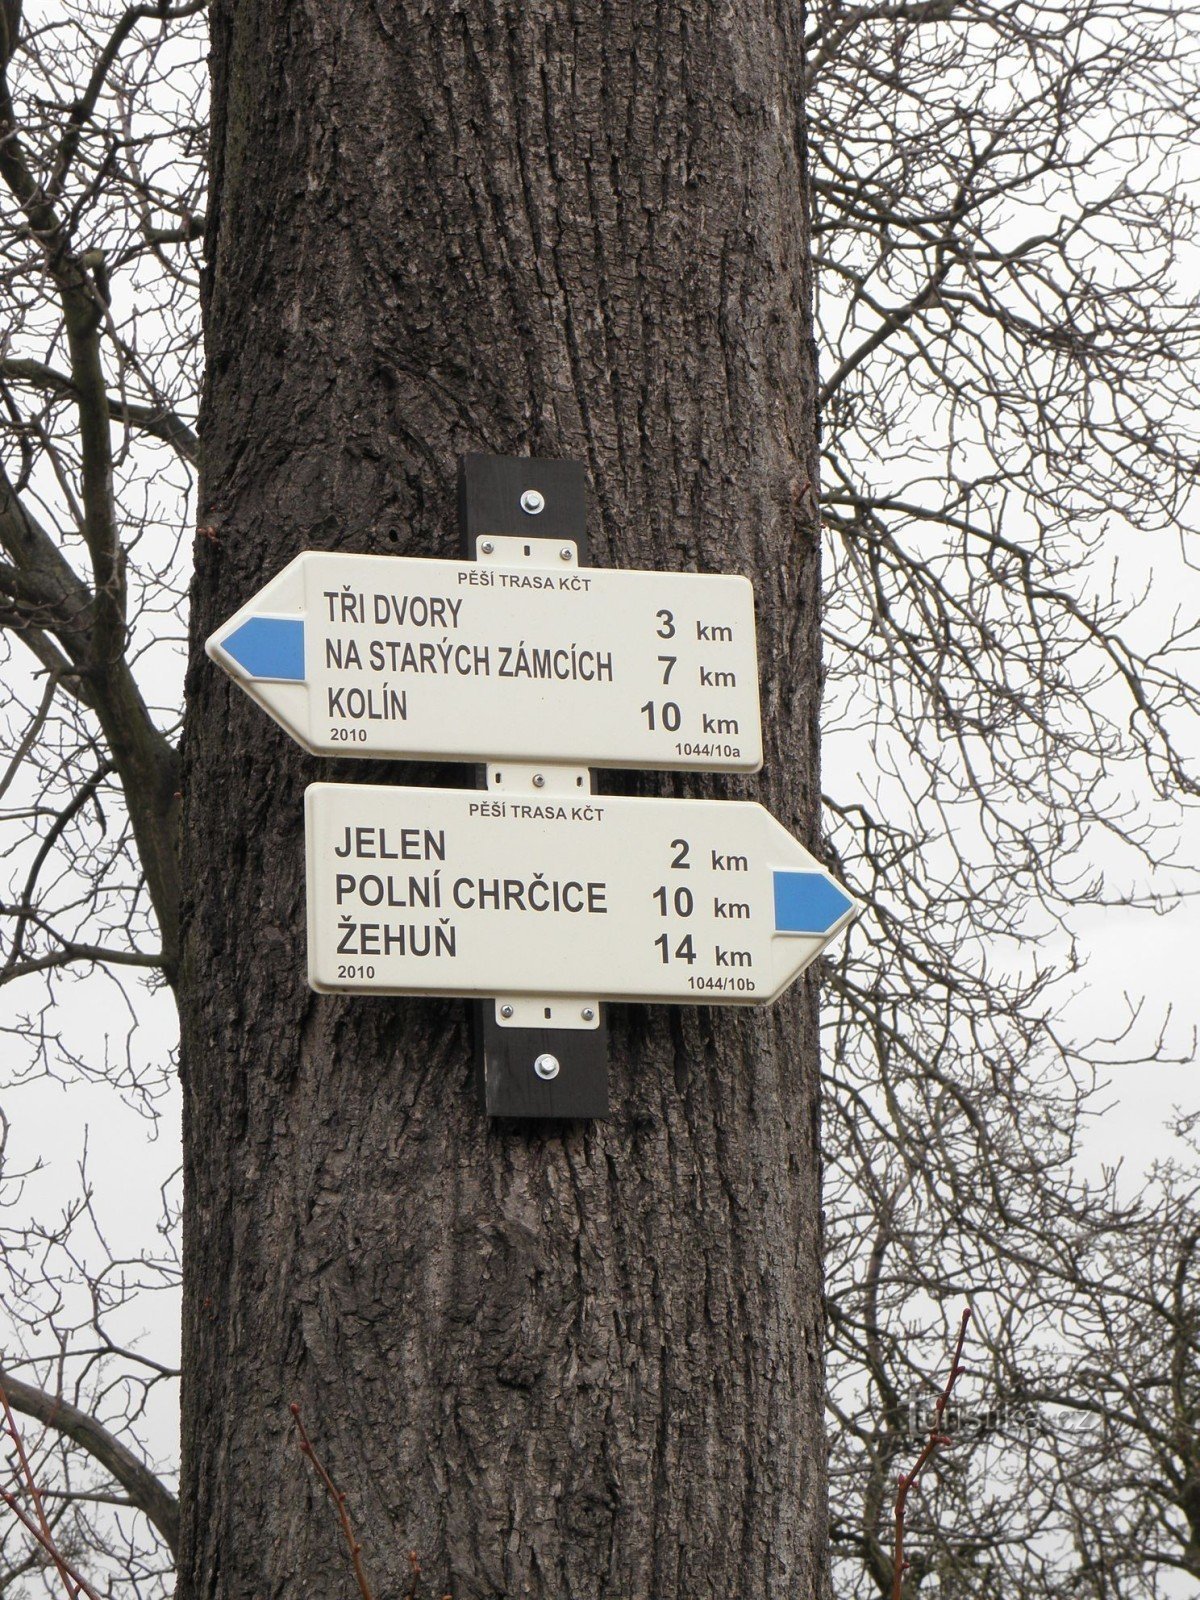 PĚŠÍ TRASA KČT
TŘI DVORY 3 km
NA STARÝCH ZÁMCÍCH 7 km
KOLÍN 10 km
2010 1044/10a
PĚŠÍ TRASA KČT
JELEN 2 km
POLNÍ CHRČICE 10 km
ŽEHUŇ 14 km
2010 1044/10b
Turistika.cz